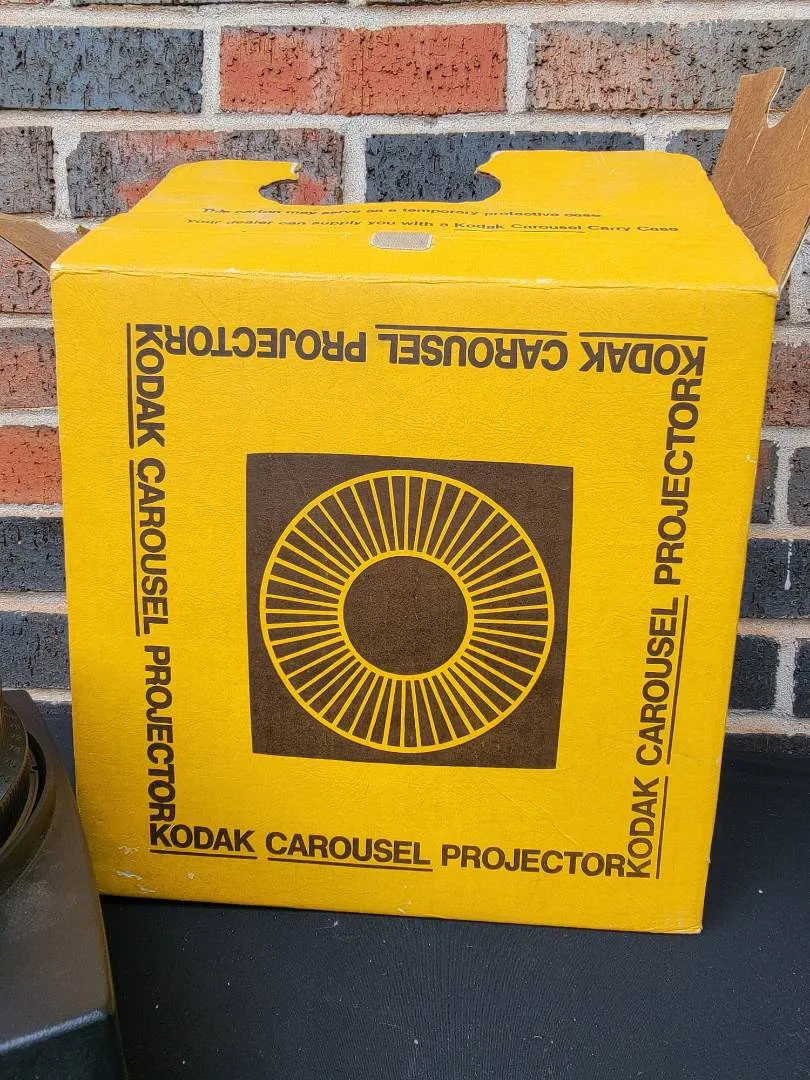 This carton may serve as a temporary protective case
Your dealer can supply you with a Kodak Carousel Carry Case
KODAK CAROUSEL PROJECTOR
KODAK CAROUSEL PROJECTOR
KODAK CAROUSEL PROJECTOR
KODAK CAROUSEL PROJECTOR